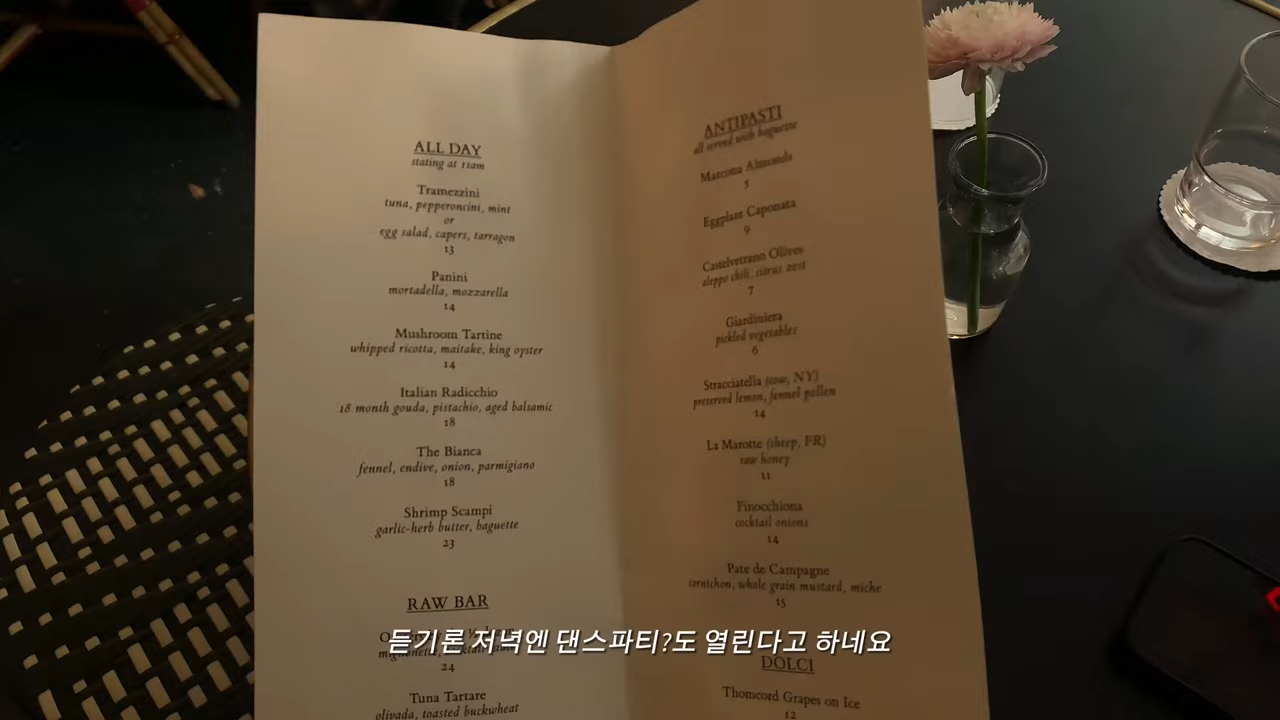 ALL DAY
stating at 11am
Tramezzini
tuna, pepperoncini, mint
or
egg salad, capers, tarragon
13
Panini
mortadella, mozzarella
14
Mushroom Tartine
whipped ricotta, maitake, king oyster
14
Italian Radicchio
18 month gouda, pistachio, aged balsamic
18
The Bianca
fennel, endive, onion, parmigiano
18
Shrimp Scampi
garlic-herb butter, baguette
23
RAW BAR
24
Tuna Tartare
olivada, toasted buckwheat
ANTIPASTI
all served with baguette
Marcona Almonds
5
Eggplant Caponata
9
Castelvetrano Olives
aleppo chili, citrus zest
7
Giardiniera
pickled vegetables
6
Stracciatella (cow, NY)
preserved lemon, fennel pollen
14
La Marotte (sheep, FR)
raw honey
11
Finocchiona
cocktail onions
14
Pate de Campagne
cornichon, whole grain mustard, miche
15
DOLCI
Thomcord Grapes on Ice
12
듣기론 저녁엔 댄스파티?도 열린다고 하네요